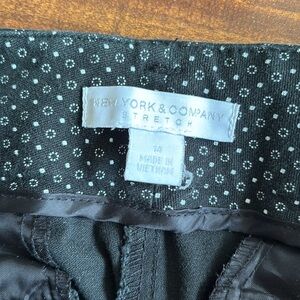 NEW YORK & COMPANY
STRETCH
14
MADE IN
VIETNAM